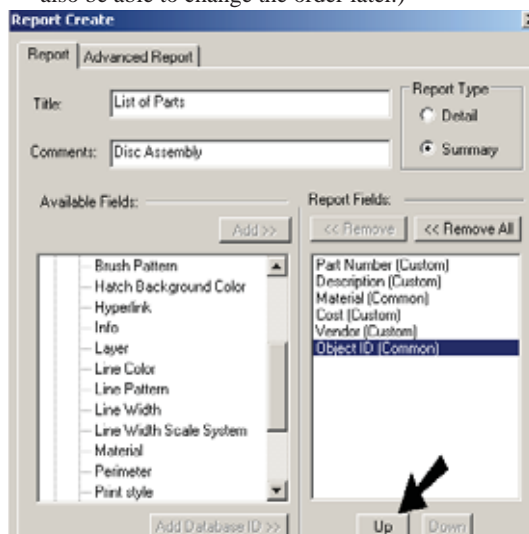 also be able to change the order later.)
Report Create
Report
Advanced Report
Title:
List of Parts
Report Type
Detail
Summary
Comments:
Disc Assembly
Available Fields:
Add >>
Brush Pattern
Hatch Background Color
Hyperlink
Info
Layer
Line Color
Line Pattern
Line Width
Line Width Scale System
Material
Perimeter
Print style
Add Database ID >>
Report Fields:
<< Remove
<< Remove All
Part Number (Custom)
Description (Custom)
Material (Common)
Cost (Custom)
Vendor (Custom)
Object ID (Common)
Up
Down